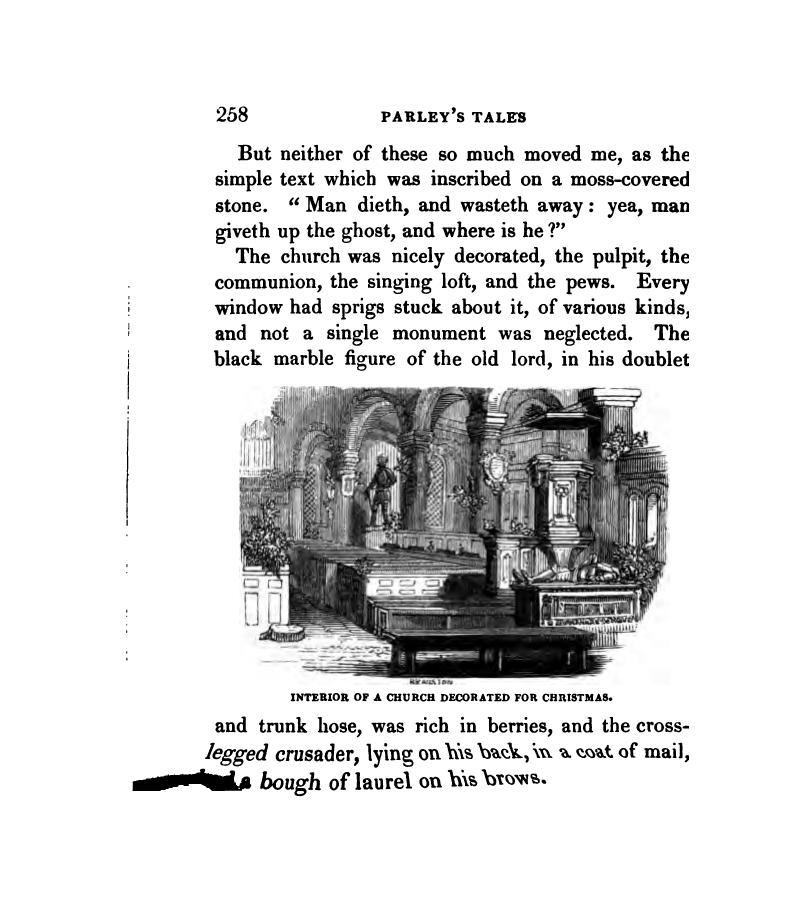 258 PARLEY'S TALES
But neither of these so much moved me, as the
simple text which was inscribed on a moss-covered
stone. “ Man dieth, and wasteth away : yea, man
giveth up the ghost, and where is he ?”
The church was nicely decorated, the pulpit, the
communion, the singing loft, and the pews. Every
window had sprigs stuck about it, of various kinds,
and not a single monument was neglected. The
black marble figure of the old lord, in his doublet
INTERIOR OF A CHURCH DECORATED FOR CHRISTMAS.
and trunk hose, was rich in berries, and the cross-
legged crusader, lying on his back, in a coat of mail,
a bough of laurel on his brows.